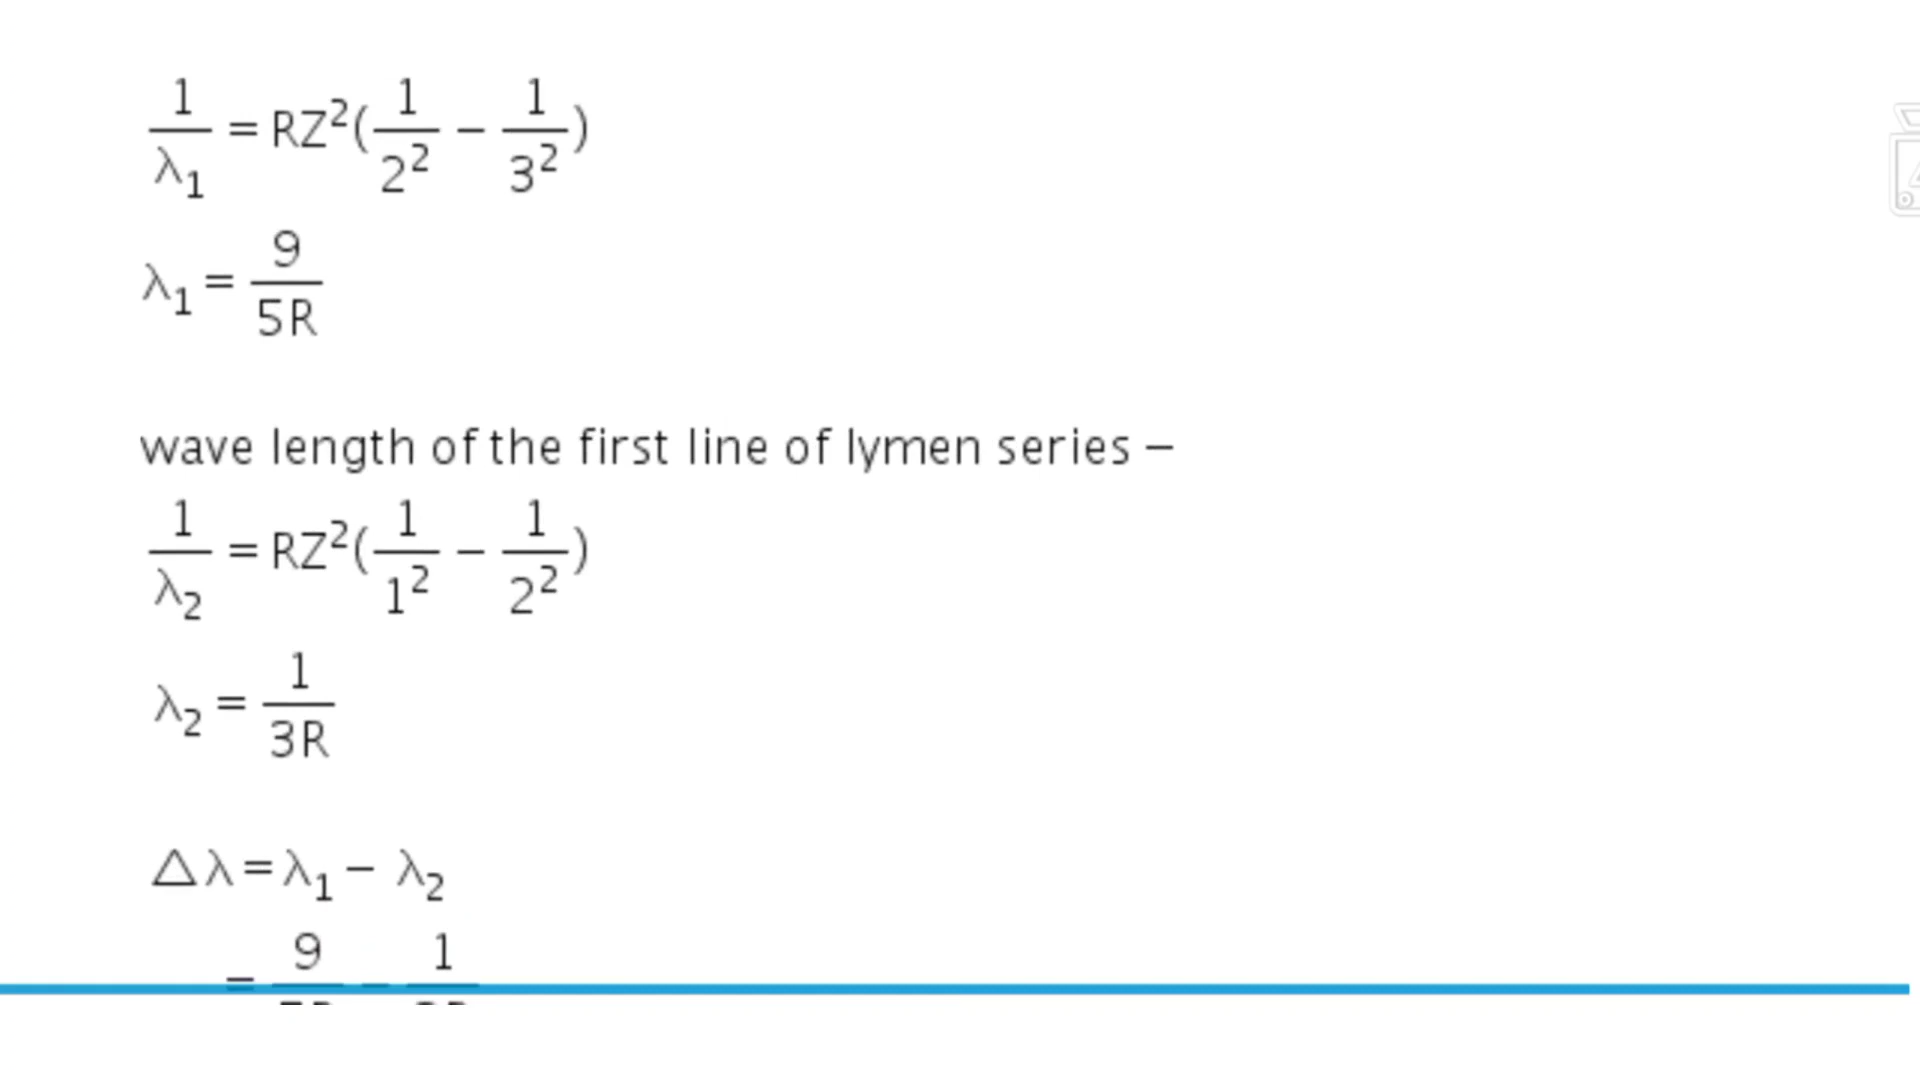 1/λ₁ = RZ²(1/2² − 1/3²)
λ₁ = 9/5R
wave length of the first line of lymen series −
1/λ₂ = RZ²(1/1² − 1/2²)
λ₂ = 1/3R
△λ = λ₁ − λ₂
= 9 − 1